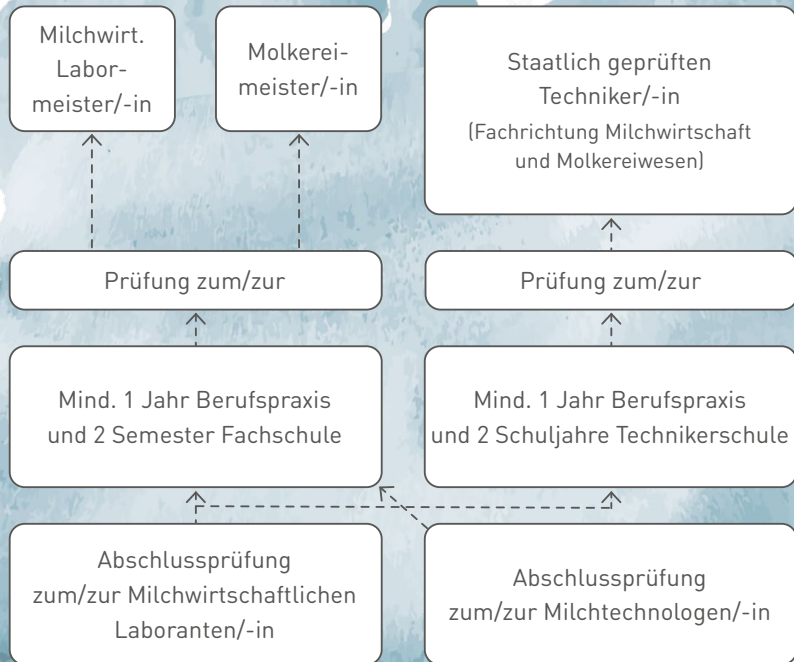 Milchwirt.
Labor-
meister/-in
Molkerei-
meister/-in
Staatlich geprüften
Techniker/-in
(Fachrichtung Milchwirtschaft
und Molkereiwesen)
Prüfung zum/zur
Prüfung zum/zur
Mind. 1 Jahr Berufspraxis
und 2 Semester Fachschule
Mind. 1 Jahr Berufspraxis
und 2 Schuljahre Technikerschule
Abschlussprüfung
zum/zur Milchwirtschaftlichen
Laboranten/-in
Abschlussprüfung
zum/zur Milchtechnologen/-in